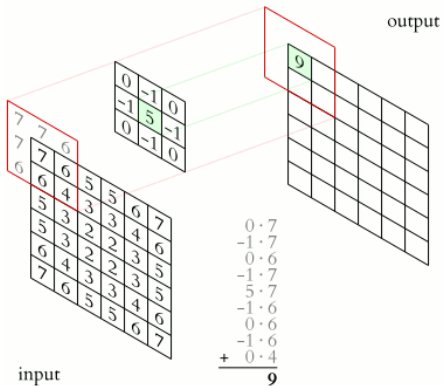 output
9
0 -1 0
-1 5 -1
0 -1 0
7 7 6
7 7 6 5 5 6 7
6 6 4 3 3 4 6
5 3 2 2 3 5
5 3 2 2 3 5
6 4 3 3 4 6
7 6 5 5 6 7
input
0 · 7
-1 · 7
0 · 6
-1 · 7
5 · 7
-1 · 6
0 · 6
-1 · 6
+ 0 · 4
9